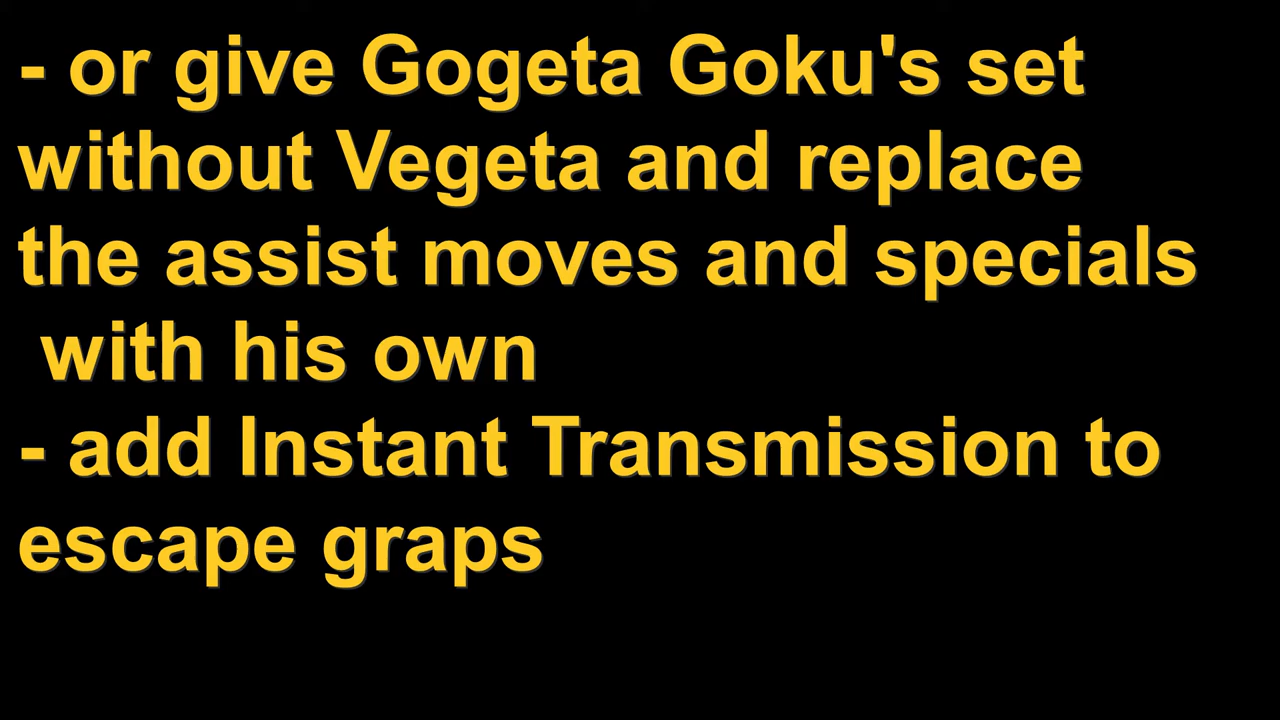 - or give Gogeta Goku's set
without Vegeta and replace
the assist moves and specials
with his own
- add Instant Transmission to
escape graps